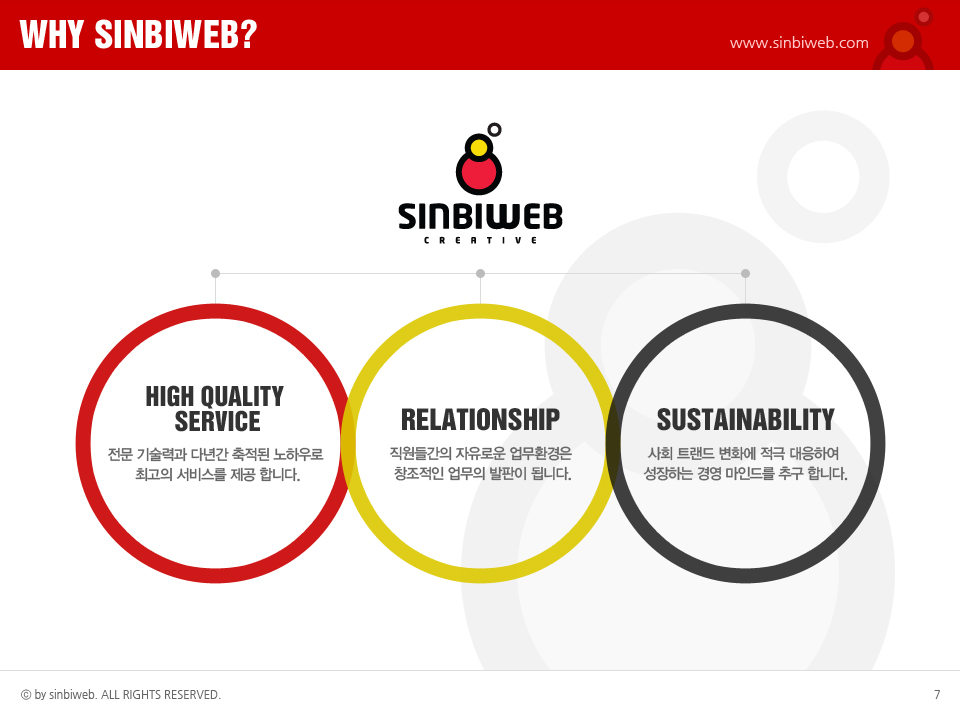 WHY SINBIWEB?
www.sinbiweb.com
SINBIWEB
CREATIVE
HIGH QUALITY
SERVICE
전문 기술력과 다년간 축적된 노하우로
최고의 서비스를 제공 합니다.
RELATIONSHIP
직원들간의 자유로운 업무환경은
창조적인 업무의 발판이 됩니다.
SUSTAINABILITY
사회 트랜드 변화에 적극 대응하여
성장하는 경영 마인드를 추구 합니다.
ⓒ by sinbiweb. ALL RIGHTS RESERVED.
7